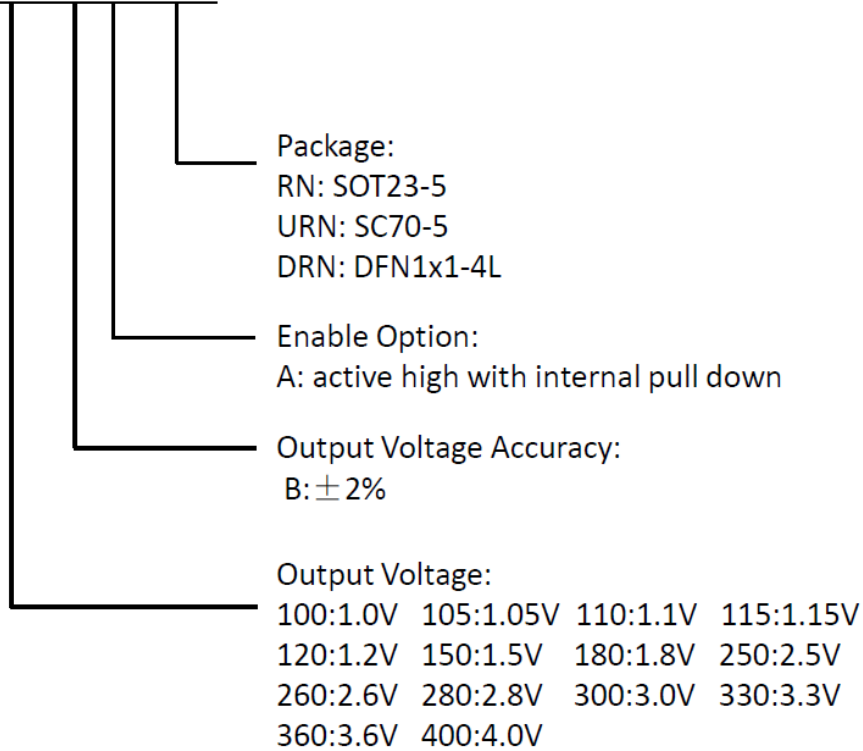 Package:
RN: SOT23-5
URN: SC70-5
DRN: DFN1x1-4L
Enable Option:
A: active high with internal pull down
Output Voltage Accuracy:
B:±2%
Output Voltage:
100:1.0V 105:1.05V 110:1.1V 115:1.15V
120:1.2V 150:1.5V 180:1.8V 250:2.5V
260:2.6V 280:2.8V 300:3.0V 330:3.3V
360:3.6V 400:4.0V